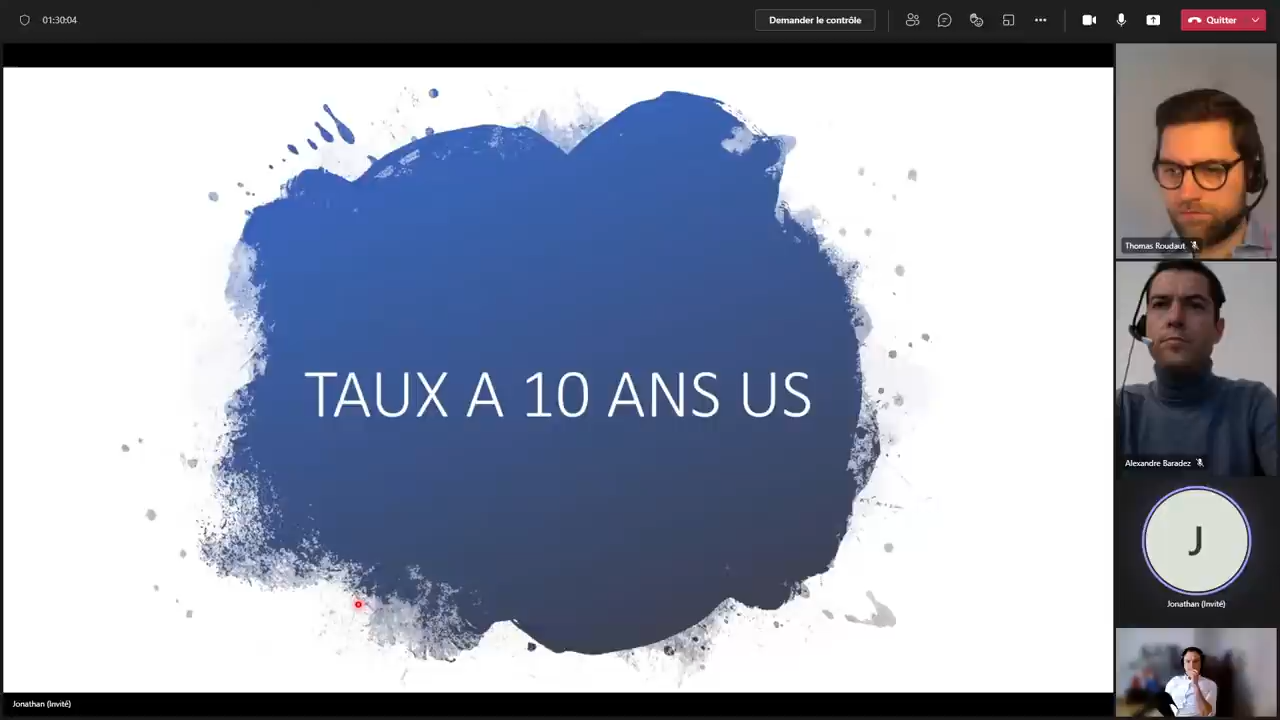 01:30:04
Demander le contrôle
Quitter
TAUX A 10 ANS US
Thomas Roudaut
Alexandre Baradez
J
Jonathan (Invité)
Jonathan (Invité)